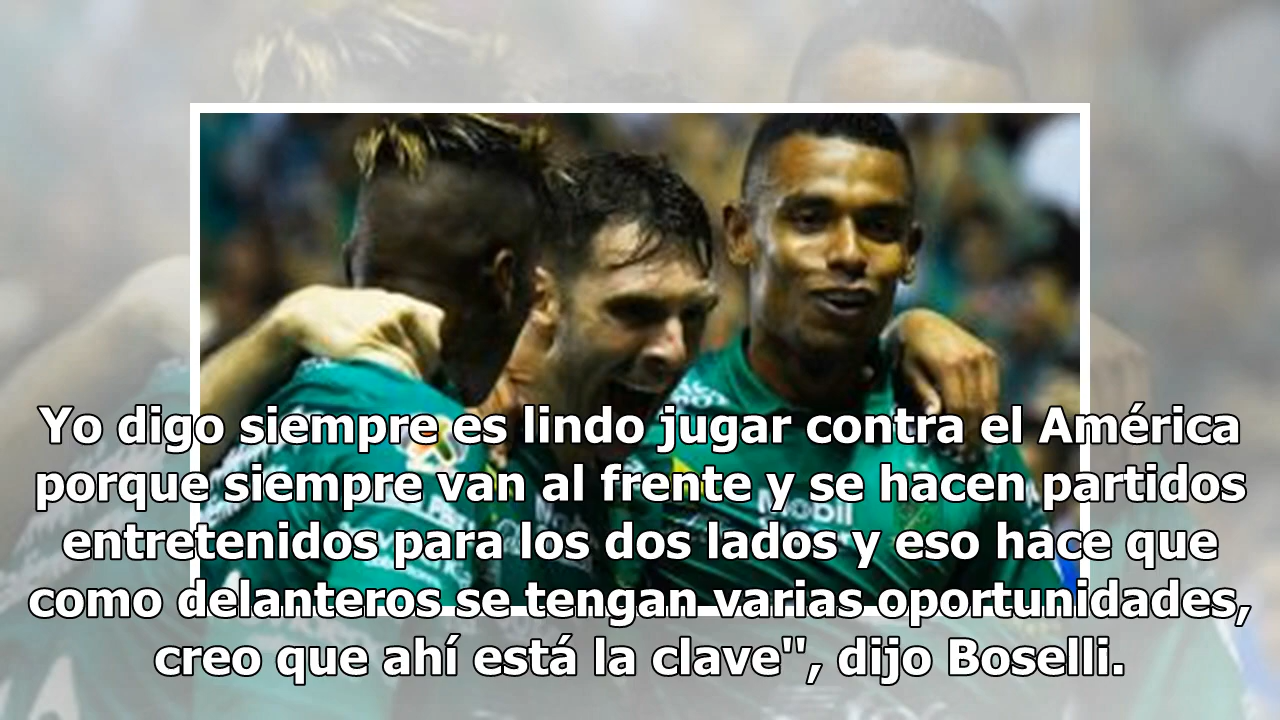 Yo digo siempre es lindo jugar contra el América
porque siempre van al frente y se hacen partidos
entretenidos para los dos lados y eso hace que
como delanteros se tengan varias oportunidades,
creo que ahí está la clave'', dijo Boselli.
Mobil